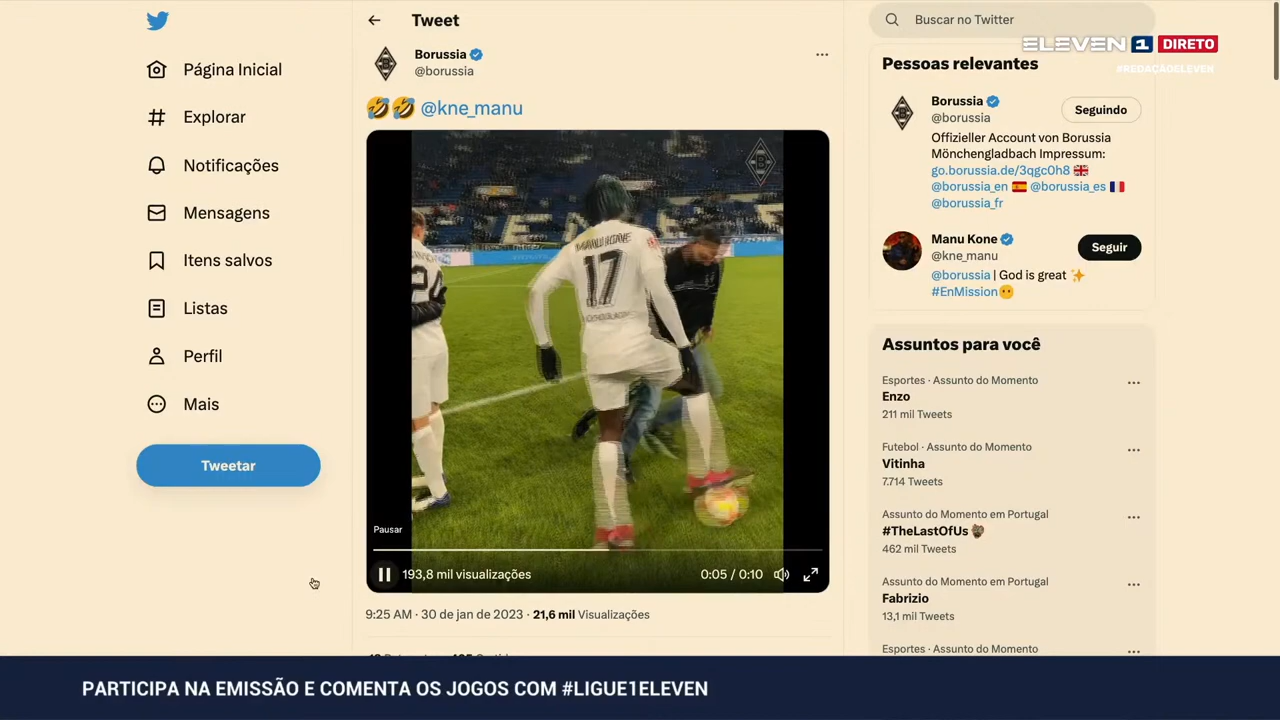 Tweet
Buscar no Twitter
ELEVEN 1 DIRETO
#REDAÇÃOELEVEN
Página Inicial
Explorar
Notificações
Mensagens
Itens salvos
Listas
Perfil
Mais
Tweetar
Borussia
@borussia
🤣🤣 @kne_manu
MANU KONE
17
Pausar
193,8 mil visualizações
0:05 / 0:10
9:25 AM · 30 de jan de 2023 · 21,6 mil Visualizações
Pessoas relevantes
Borussia
@borussia
Seguindo
Offizieller Account von Borussia
Mönchengladbach Impressum:
go.borussia.de/3qgc0h8 🇬🇧
@borussia_en 🇪🇸 @borussia_es 🇫🇷
@borussia_fr
Manu Kone
@kne_manu
Seguir
@borussia | God is great ✨
#EnMission😶
Assuntos para você
Esportes · Assunto do Momento
Enzo
211 mil Tweets
Futebol · Assunto do Momento
Vitinha
7.714 Tweets
Assunto do Momento em Portugal
#TheLastOfUs
462 mil Tweets
Assunto do Momento em Portugal
Fabrizio
13,1 mil Tweets
Esportes · Assunto do Momento
PARTICIPA NA EMISSÃO E COMENTA OS JOGOS COM #LIGUE1ELEVEN